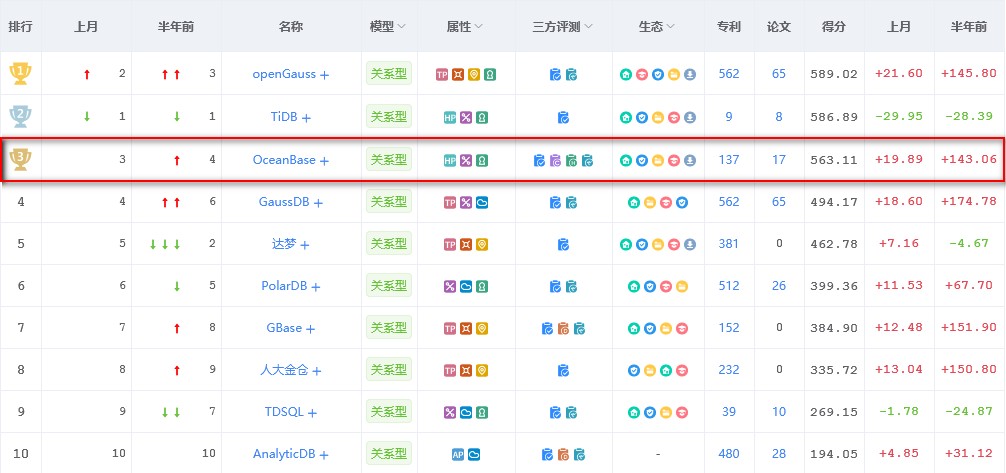 排行 上月 半年前 名称 模型 属性 三方评测 生态 专利 论文 得分 上月 半年前
1 2 3 openGauss + 关系型 TP 562 65 589.02 +21.60 +145.80
2 1 1 TiDB + 关系型 HP 9 8 586.89 -29.95 -28.39
3 3 4 OceanBase + 关系型 HP 137 17 563.11 +19.89 +143.06
4 4 6 GaussDB + 关系型 TP 562 65 494.17 +18.60 +174.78
5 5 2 达梦 + 关系型 TP 381 0 462.78 +7.16 -4.67
6 6 5 PolarDB + 关系型 512 26 399.36 +11.53 +67.70
7 7 8 GBase + 关系型 TP 152 0 384.90 +12.48 +151.90
8 8 9 人大金仓 + 关系型 TP 232 0 335.72 +13.04 +150.80
9 9 7 TDSQL + 关系型 39 10 269.15 -1.78 -24.87
10 10 10 AnalyticDB + 关系型 AP - 480 28 194.05 +4.85 +31.12